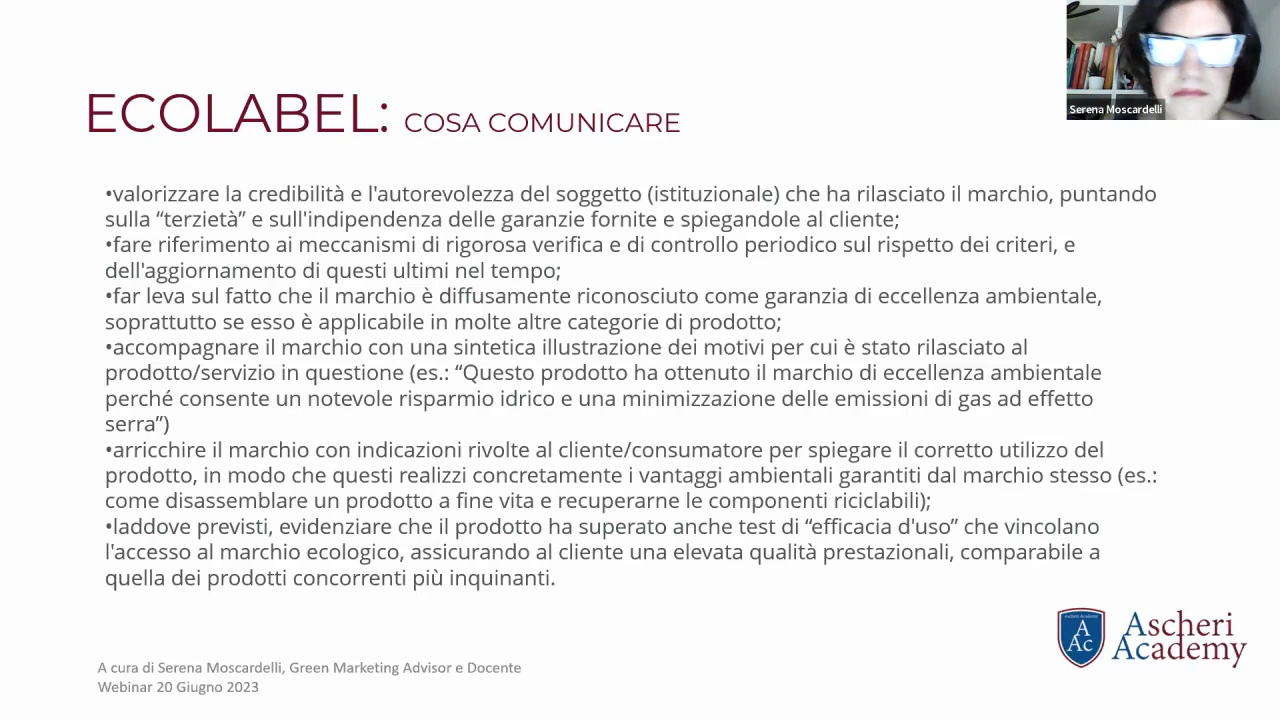 Serena Moscardelli
ECOLABEL: COSA COMUNICARE
•valorizzare la credibilità e l'autorevolezza del soggetto (istituzionale) che ha rilasciato il marchio, puntando
sulla “terzietà” e sull'indipendenza delle garanzie fornite e spiegandole al cliente;
•fare riferimento ai meccanismi di rigorosa verifica e di controllo periodico sul rispetto dei criteri, e
dell'aggiornamento di questi ultimi nel tempo;
•far leva sul fatto che il marchio è diffusamente riconosciuto come garanzia di eccellenza ambientale,
soprattutto se esso è applicabile in molte altre categorie di prodotto;
•accompagnare il marchio con una sintetica illustrazione dei motivi per cui è stato rilasciato al
prodotto/servizio in questione (es.: “Questo prodotto ha ottenuto il marchio di eccellenza ambientale
perché consente un notevole risparmio idrico e una minimizzazione delle emissioni di gas ad effetto
serra”)
•arricchire il marchio con indicazioni rivolte al cliente/consumatore per spiegare il corretto utilizzo del
prodotto, in modo che questi realizzi concretamente i vantaggi ambientali garantiti dal marchio stesso (es.:
come disassemblare un prodotto a fine vita e recuperarne le componenti riciclabili);
•laddove previsti, evidenziare che il prodotto ha superato anche test di “efficacia d'uso” che vincolano
l'accesso al marchio ecologico, assicurando al cliente una elevata qualità prestazionali, comparabile a
quella dei prodotti concorrenti più inquinanti.
Ascheri Academy
A
Ac
Ascheri
Academy
A cura di Serena Moscardelli, Green Marketing Advisor e Docente
Webinar 20 Giugno 2023